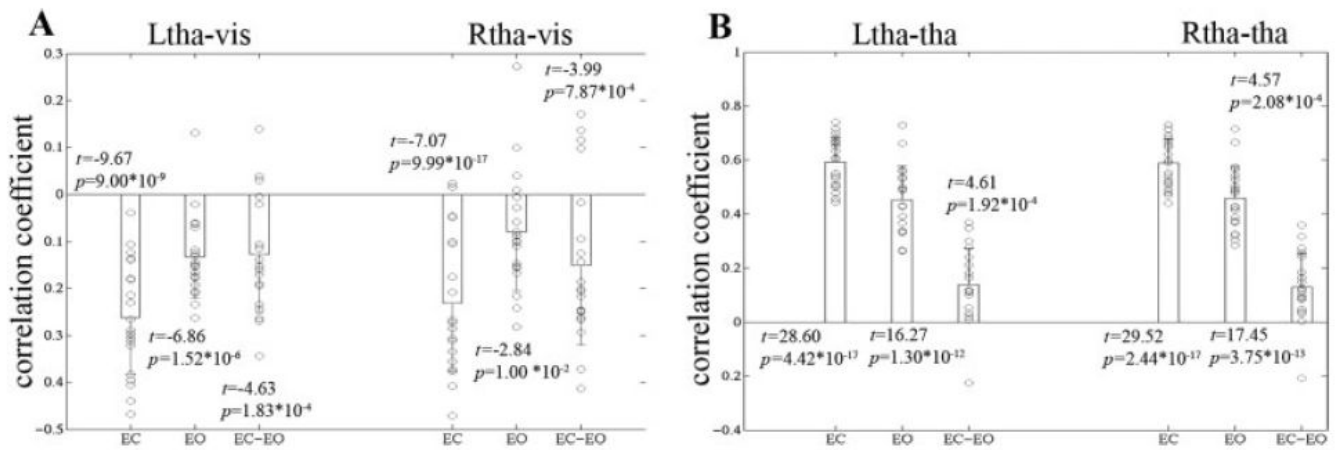 A
Ltha-vis
Rtha-vis
correlation coefficient
0.3
0.2
0.1
0
0.1
0.2
0.3
0.4
-0.5
t=-9.67
p=9.00*10-9
t=-6.86
p=1.52*10-6
t=-4.63
p=1.83*10-4
t=-7.07
p=9.99*10-17
t=-2.84
p=1.00 *10-2
t=-3.99
p=7.87*10-4
EC EO EC-EO EC EO EC-EO
B
Ltha-tha
Rtha-tha
correlation coefficient
1
0.8
0.6
0.4
0.2
0
-0.2
-0.4
t=28.60
p=4.42*10-17
t=16.27
p=1.30*10-12
t=4.61
p=1.92*10-4
t=29.52
p=2.44*10-17
t=17.45
p=3.75*10-13
t=4.57
p=2.08*10-4
EC EO EC-EO EC EO EC-EO